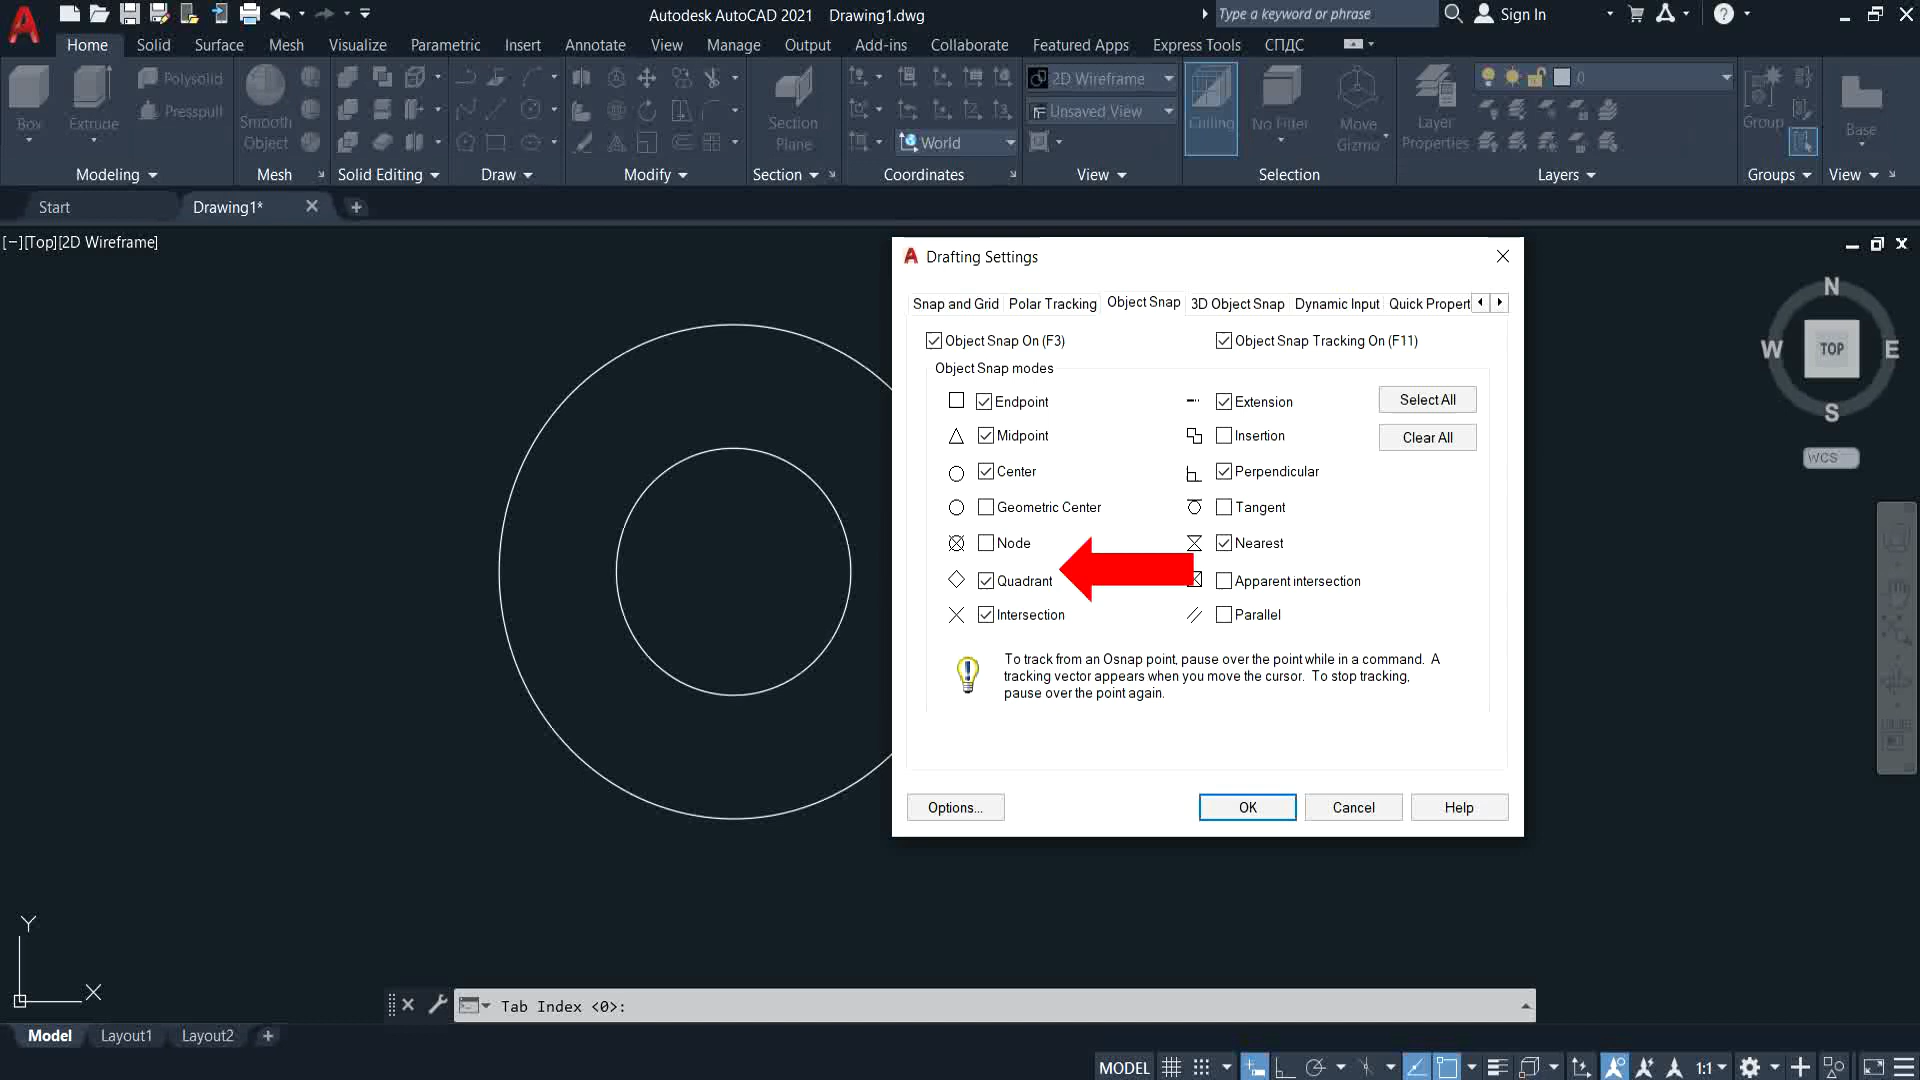 Autodesk AutoCAD 2021 Drawing1.dwg
Type a keyword or phrase
Sign In
Home Solid Surface Mesh Visualize Parametric Insert Annotate View Manage Output Add-ins Collaborate Featured Apps Express Tools СПДС
Box
Extrude
Polysolid
Presspull
Smooth Object
Section Plane
World
2D Wireframe
Unsaved View
Culling
No Filter
Move Gizmo
Layer Properties
0
Group
Base
Modeling Mesh Solid Editing Draw Modify Section Coordinates View Selection Layers Groups View
Start Drawing1* +
[−][Top][2D Wireframe]
N
W TOP E
S
WCS
Drafting Settings
Snap and Grid Polar Tracking Object Snap 3D Object Snap Dynamic Input Quick Propert
Object Snap On (F3) Object Snap Tracking On (F11)
Object Snap modes
Endpoint Extension Select All
Midpoint Insertion Clear All
Center Perpendicular
Geometric Center Tangent
Node Nearest
Quadrant Apparent intersection
Intersection Parallel
To track from an Osnap point, pause over the point while in a command. A
tracking vector appears when you move the cursor. To stop tracking,
pause over the point again.
Options... OK Cancel Help
Y
X
Tab Index <0>:
Model Layout1 Layout2 +
MODEL 1:1